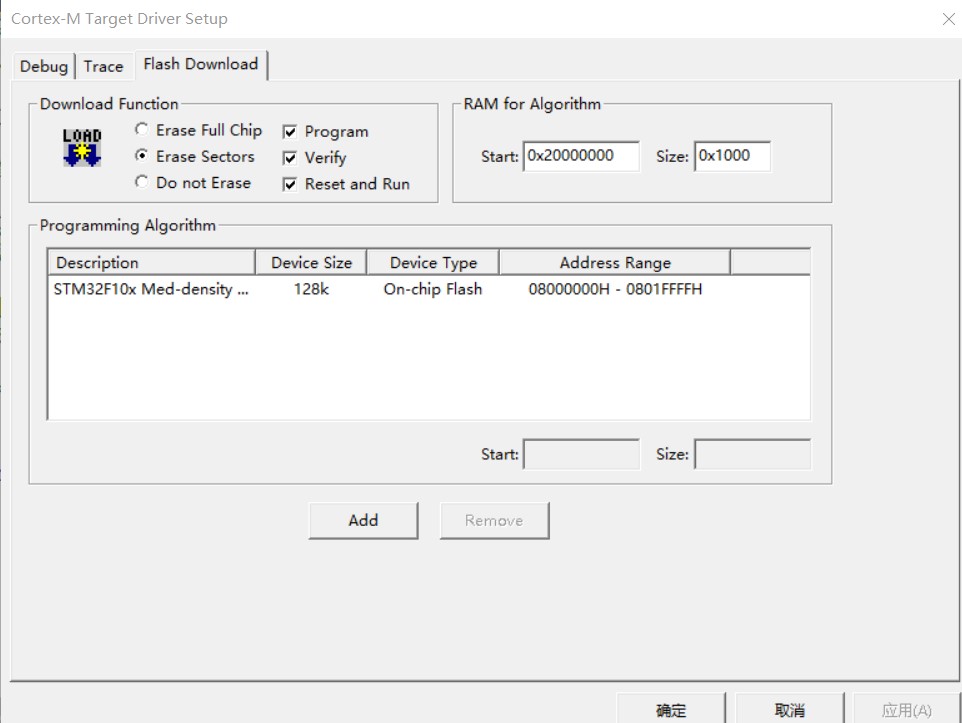 Cortex-M Target Driver Setup
Debug Trace Flash Download
Download Function
LOAD
Erase Full Chip
Erase Sectors
Do not Erase
Program
Verify
Reset and Run
RAM for Algorithm
Start: 0x20000000 Size: 0x1000
Programming Algorithm
Description Device Size Device Type Address Range
STM32F10x Med-density ... 128k On-chip Flash 08000000H - 0801FFFFH
Start: Size:
Add Remove
确定 取消 应用(A)